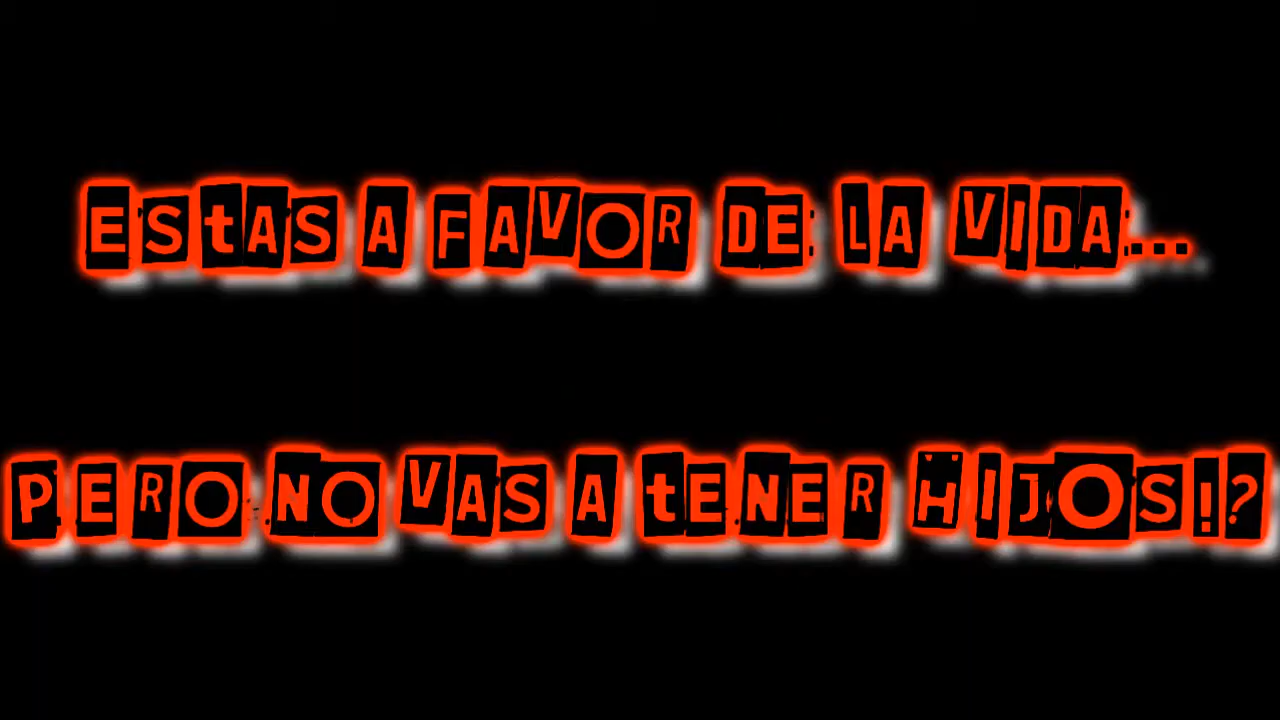 EStAS A FAVOR DE LA VIDA...
PERO NO VAS A tENER HIJOS!?